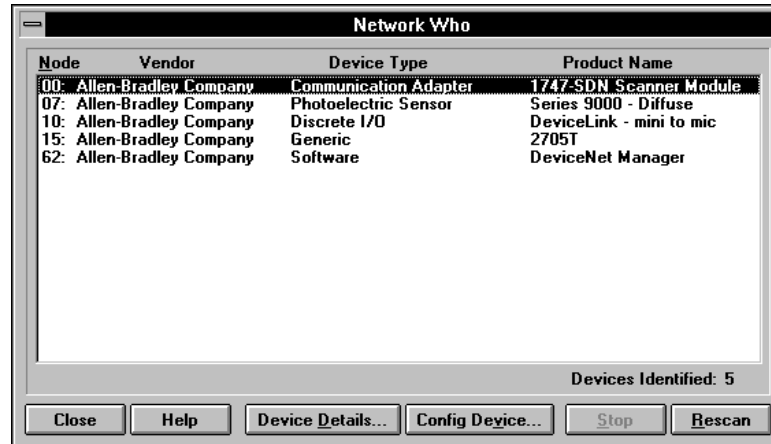 Network Who
Node Vendor Device Type Product Name
00: Allen-Bradley Company Communication Adapter 1747-SDN Scanner Module
07: Allen-Bradley Company Photoelectric Sensor Series 9000 - Diffuse
10: Allen-Bradley Company Discrete I/O DeviceLink - mini to mic
15: Allen-Bradley Company Generic 2705T
62: Allen-Bradley Company Software DeviceNet Manager
Devices Identified: 5
Close Help Device Details... Config Device... Stop Rescan